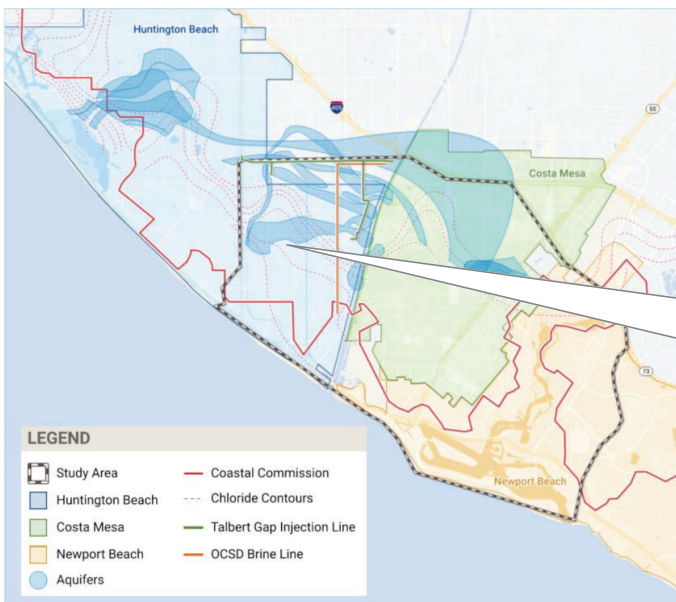 Huntington Beach
405
55
Costa Mesa
73
Newport Beach
LEGEND
Study Area
Huntington Beach
Costa Mesa
Newport Beach
Aquifers
Coastal Commission
Chloride Contours
Talbert Gap Injection Line
OCSD Brine Line